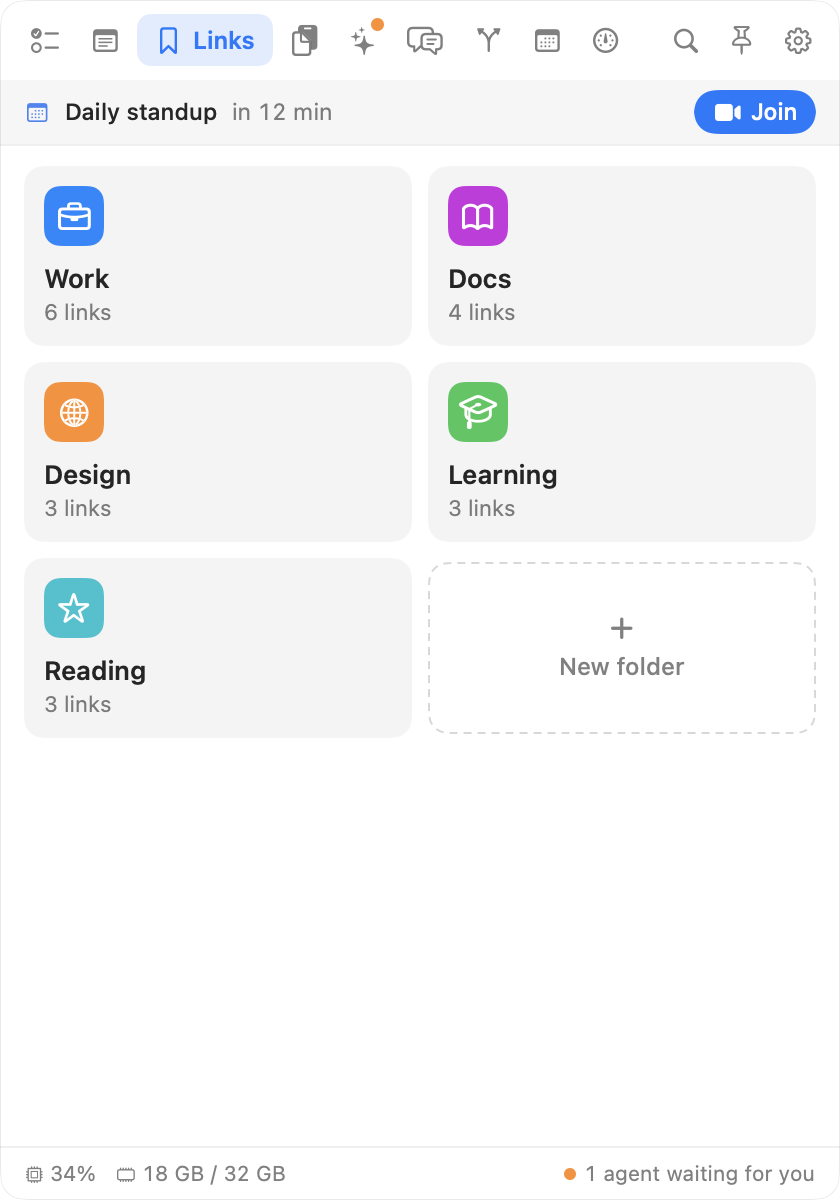 Links
Daily standup in 12 min
Join
Work
6 links
Docs
4 links
Design
3 links
Learning
3 links
Reading
3 links
New folder
34% 18 GB / 32 GB
1 agent waiting for you